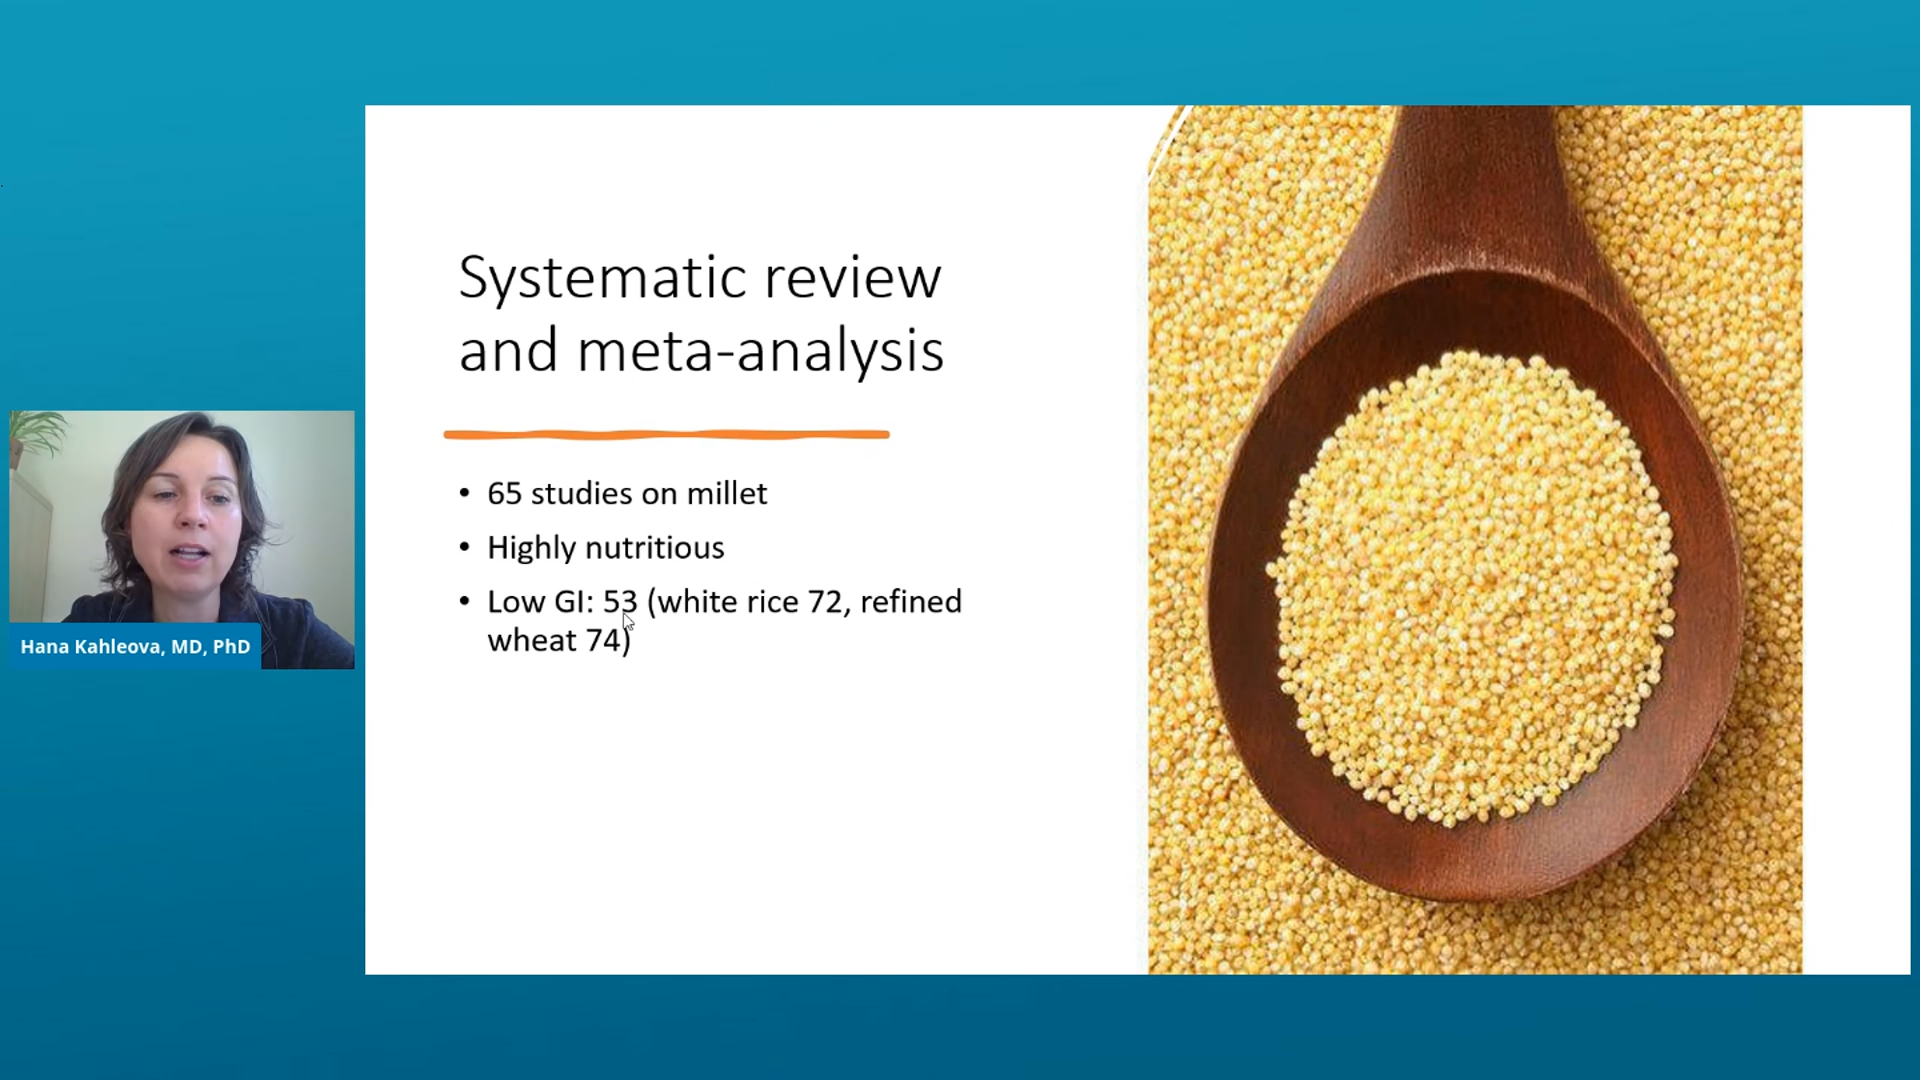 Systematic review
and meta-analysis
• 65 studies on millet
• Highly nutritious
• Low GI: 53 (white rice 72, refined
wheat 74)
Hana Kahleova, MD, PhD